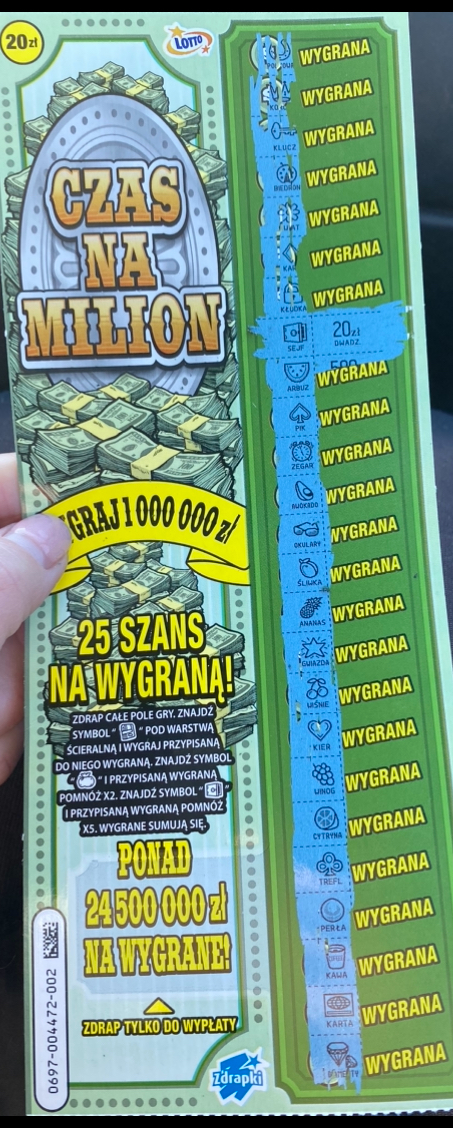 20zł
LOTTO
CZAS
NA
MILION
GRAJ 1 000 000 zł
25 SZANS
NA WYGRANĄ!
ZDRAP CAŁE POLE GRY. ZNAJDŹ
SYMBOL “ ” POD WARSTWĄ
ŚCIERALNĄ I WYGRAJ PRZYPISANĄ
DO NIEGO WYGRANĄ. ZNAJDŹ SYMBOL
“ ” I PRZYPISANĄ WYGRANĄ
POMNÓŻ X2. ZNAJDŹ SYMBOL “ ”
I PRZYPISANĄ WYGRANĄ POMNÓŻ
X5. WYGRANE SUMUJĄ SIĘ.
PONAD
24 500 000 zł
NA WYGRANE!
ZDRAP TYLKO DO WYPŁATY
0697-004472-002
Zdrapki
WYGRANA
WYGRANA
KLUCZ WYGRANA
BIEDRON WYGRANA
WYGRANA
WYGRANA
KŁÓDKA WYGRANA
SEJF 20zł
DWADZ.
ARBUZ WYGRANA
PIK WYGRANA
ZEGAR WYGRANA
AWOKADO WYGRANA
OKULARY WYGRANA
ŚLIWKA WYGRANA
ANANAS WYGRANA
GWIAZDA WYGRANA
WIŚNIE WYGRANA
KIER WYGRANA
WINOG WYGRANA
CYTRYNA WYGRANA
TREFL WYGRANA
PERŁA WYGRANA
KAWA WYGRANA
KARTA WYGRANA
WYGRANA